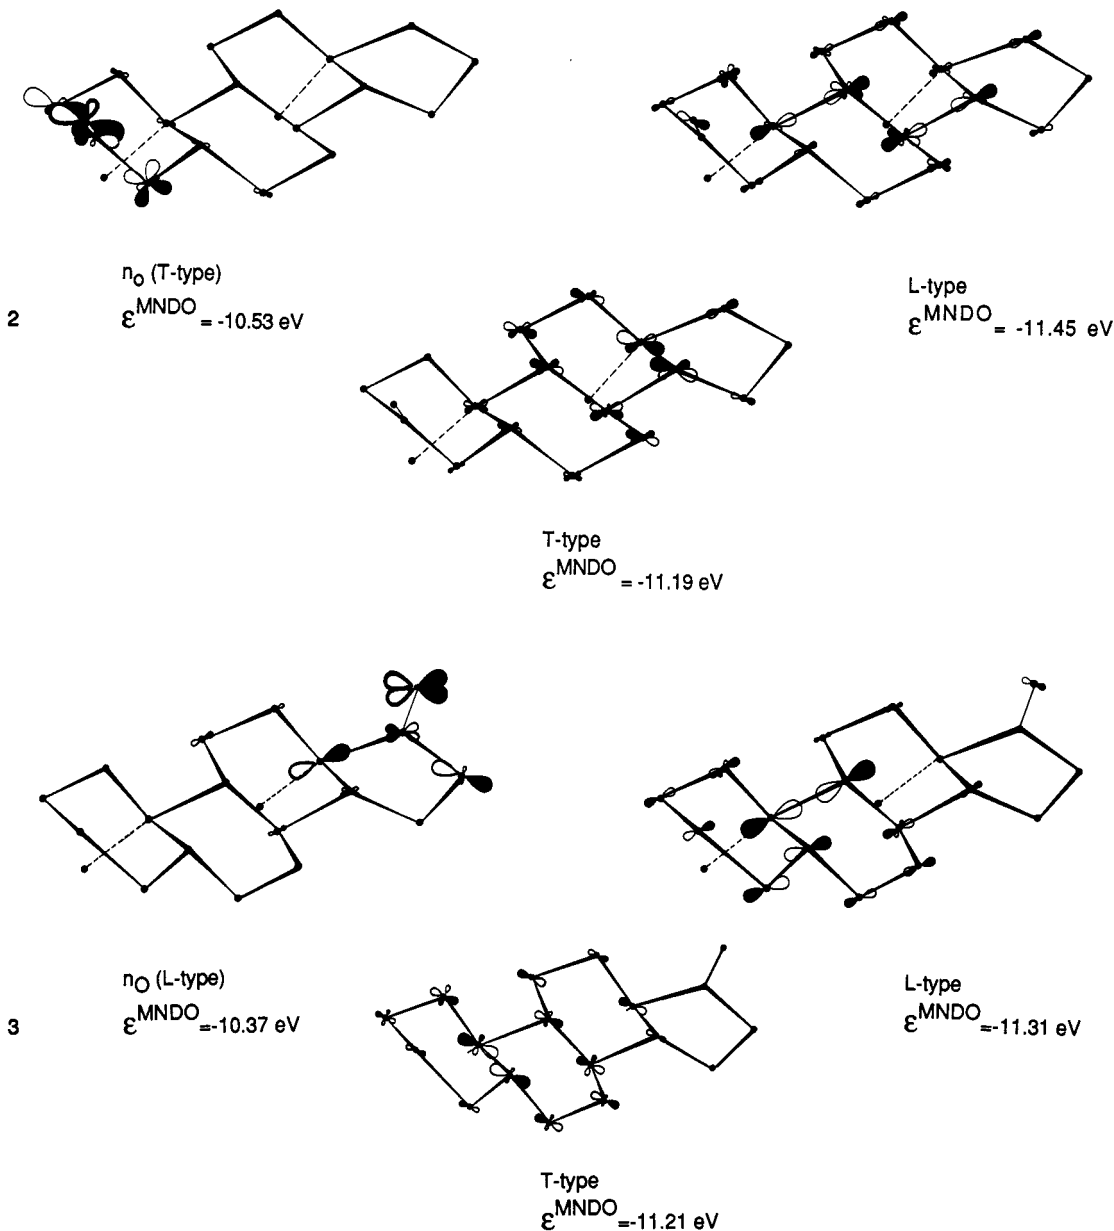 n_O (T-type)
2
ε^MNDO = -10.53 eV
L-type
ε^MNDO = -11.45 eV
T-type
ε^MNDO = -11.19 eV
n_O (L-type)
3
ε^MNDO =-10.37 eV
L-type
ε^MNDO =-11.31 eV
T-type
ε^MNDO =-11.21 eV